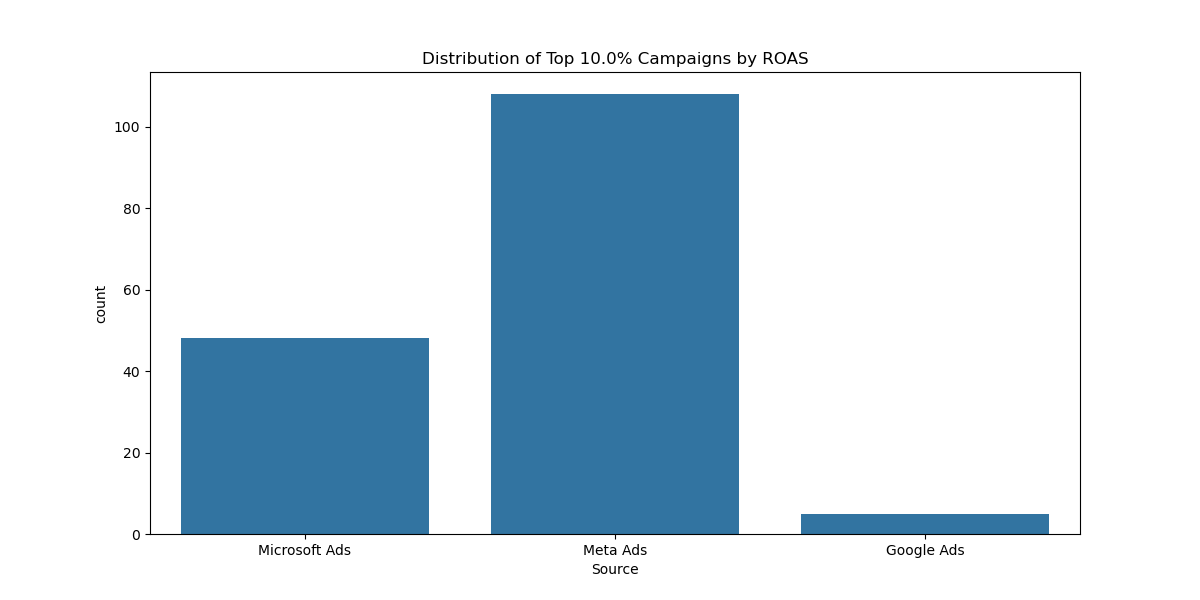 Distribution of Top 10.0% Campaigns by ROAS
100
80
60
40
20
0
count
Microsoft Ads
Meta Ads
Google Ads
Source